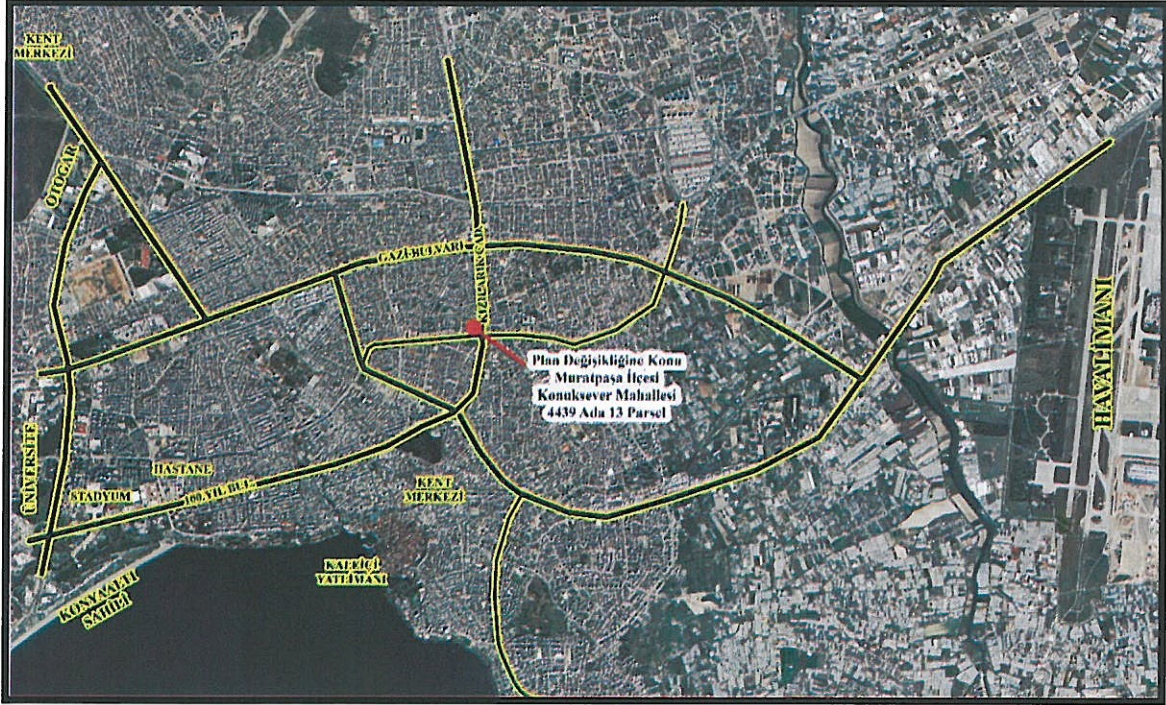 KENT
MERKEZİ
OTOGAR
GAZİ BULVARI
KIZILARIN CAD.
Plan Değişikliğine Konu
Muratpaşa İlçesi
Konuksever Mahallesi
4439 Ada 13 Parsel
HAVALİMANI
ÜNİVERSİTE
HASTANE
STADYUM
100.YIL BUL.
KENT
MERKEZİ
KALEİÇİ
YATLİMANI
KONYAALTI
SAHİLİ